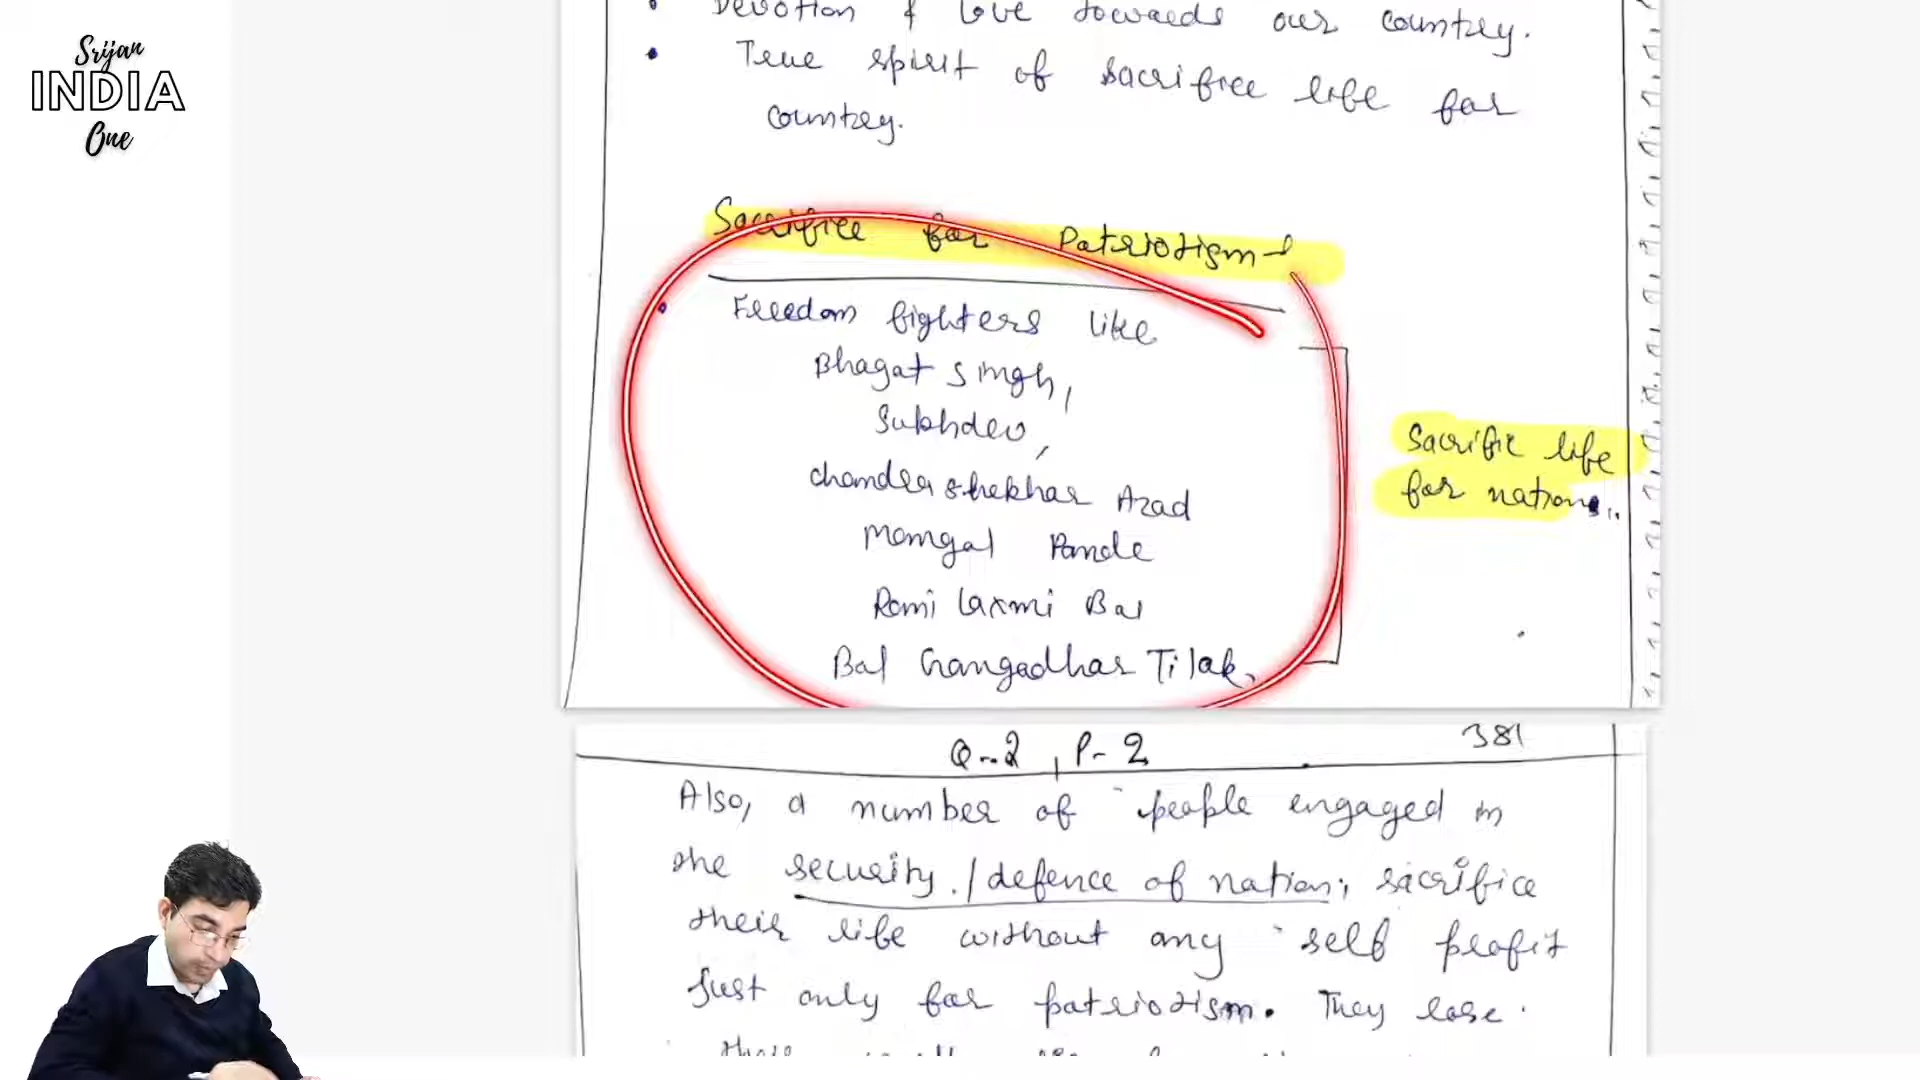 Srijan
INDIA
One
Devotion & love towards our country.
True spirit of sacrifice life for
country.
Sacrifice for Patriotism
Freedom fighters like
Bhagat Singh,
Sukhdev,
Chandra shekhar Azad
Mangal Pande
Rani Laxmi Bai
Bal Gangadhar Tilak.
Sacrific life
for nation..
Q-2, P-2
381
Also, a number of people engaged in
the security./defence of nation; sacrifice
their life without any self profit
Just only for patriotism. They lose